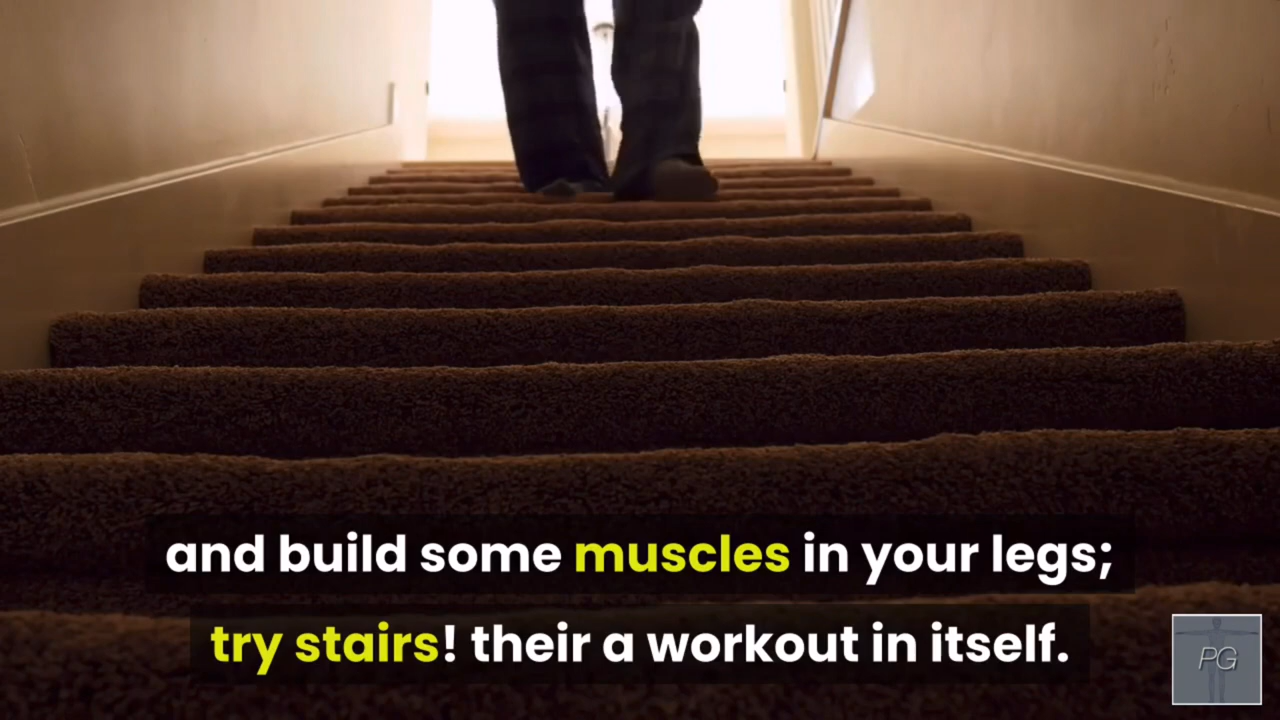 and build some muscles in your legs;
try stairs! their a workout in itself.
PG